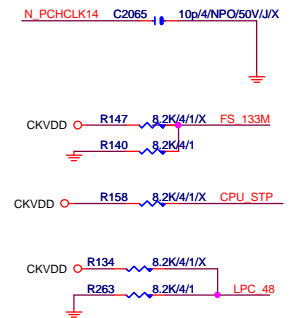 N_PCHCLK14 C2065 10p/4/NPO/50V/J/X
CKVDD R147 8.2K/4/1/X FS_133M
R140 8.2K/4/1
CKVDD R158 8.2K/4/1/X CPU_STP
CKVDD R134 8.2K/4/1/X
R263 8.2K/4/1 LPC_48